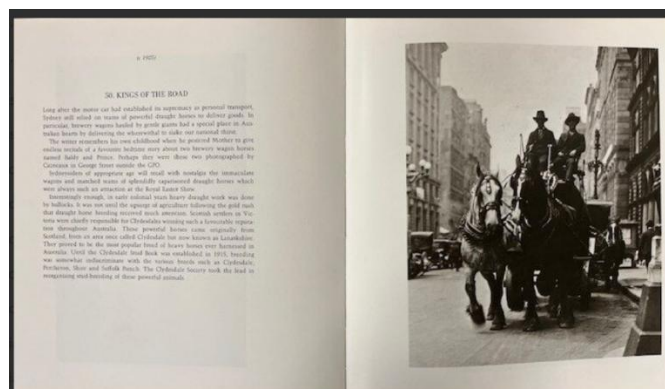 c 1925
50. KINGS OF THE ROAD
Long after the motor car had established its supremacy as personal transport,
Sydney still relied on teams of powerful draught horses to deliver goods. In
particular, brewery wagons hauled by gentle giants had a special place in Aus-
tralian hearts by delivering the wherewithal to slake our national thirst.
The writer remembers his own childhood when he pestered Mother to give
endless recitals of a favourite bedtime story about two brewery wagon horses
named Baldy and Prince. Perhaps they were these two photographed by
Cazneaux in George Street outside the GPO.
Sydneysiders of appropriate age will recall with nostalgia the immaculate
wagons and matched teams of splendidly caparisoned draught horses which
were always such an attraction at the Royal Easter Show.
Interestingly enough, in early colonial years heavy draught work was done
by bullocks. It was not until the upsurge of agriculture following the gold rush
that draught horse breeding received much attention. Scottish settlers in Vic-
toria were chiefly responsible for Clydesdales winning such a favourable reputa-
tion throughout Australia. These powerful horses came originally from
Scotland, from an area once called Clydesdale but now known as Lanarkshire.
They proved to be the most popular breed of heavy horses ever harnessed in
Australia. Until the Clydesdale Stud Book was established in 1915, breeding
was somewhat indiscriminate with the various breeds such as Clydesdale,
Percheron, Shire and Suffolk Punch. The Clydesdale Society took the lead in
reorganising stud-breeding of these powerful animals.